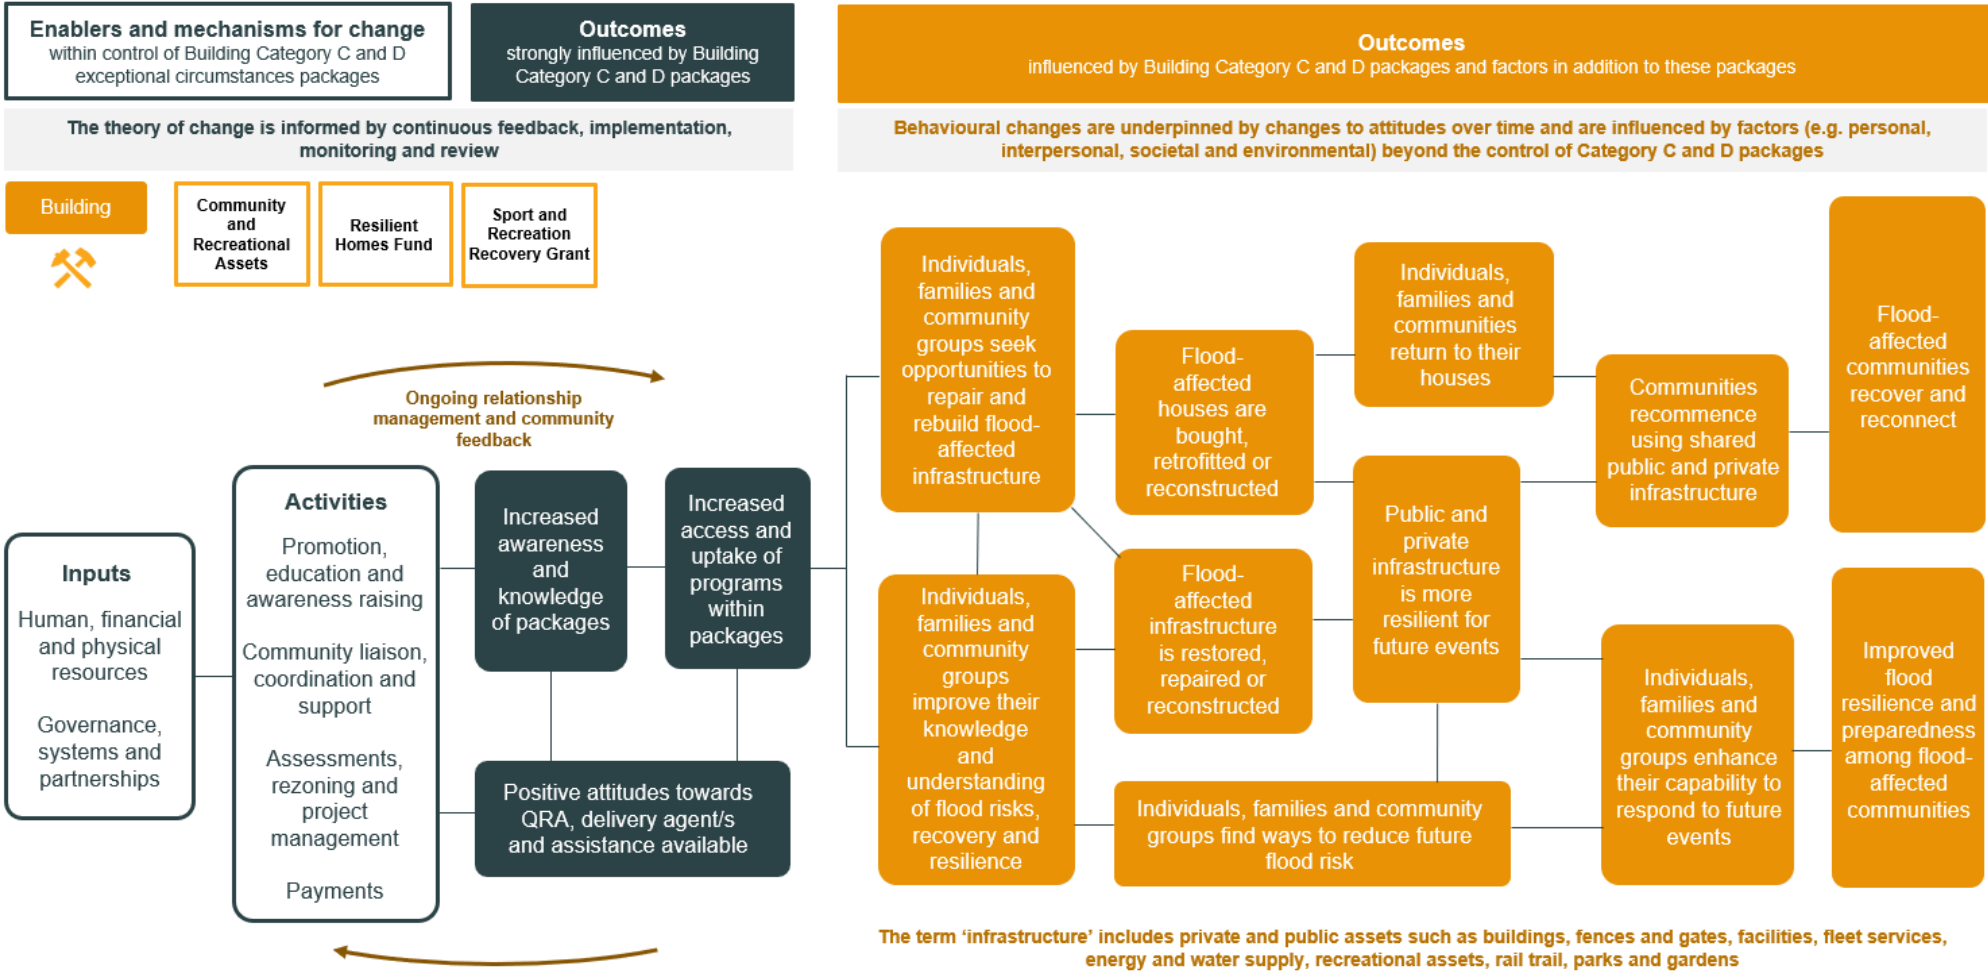 Enablers and mechanisms for change
within control of Building Category C and D
exceptional circumstances packages
Outcomes
strongly influenced by Building
Category C and D packages
Outcomes
influenced by Building Category C and D packages and factors in addition to these packages
The theory of change is informed by continuous feedback, implementation,
monitoring and review
Behavioural changes are underpinned by changes to attitudes over time and are influenced by factors (e.g. personal,
interpersonal, societal and environmental) beyond the control of Category C and D packages
Building
Community
and
Recreational
Assets
Resilient
Homes Fund
Sport and
Recreation
Recovery Grant
Ongoing relationship
management and community
feedback
Inputs
Human, financial
and physical
resources
Governance,
systems and
partnerships
Activities
Promotion,
education and
awareness raising
Community liaison,
coordination and
support
Assessments,
rezoning and
project
management
Payments
Increased
awareness
and
knowledge
of packages
Increased
access and
uptake of
programs
within
packages
Positive attitudes towards
QRA, delivery agent/s
and assistance available
Individuals,
families and
community
groups seek
opportunities to
repair and
rebuild flood-
affected
infrastructure
Individuals,
families and
community
groups
improve their
knowledge
and
understanding
of flood risks,
recovery and
resilience
Flood-
affected
houses are
bought,
retrofitted or
reconstructed
Flood-
affected
infrastructure
is restored,
repaired or
reconstructed
Individuals, families and community
groups find ways to reduce future
flood risk
Individuals,
families and
communities
return to their
houses
Public and
private
infrastructure
is more
resilient for
future events
Communities
recommence
using shared
public and private
infrastructure
Individuals,
families and
community
groups enhance
their capability to
respond to future
events
Flood-
affected
communities
recover and
reconnect
Improved
flood
resilience and
preparedness
among flood-
affected
communities
The term ‘infrastructure’ includes private and public assets such as buildings, fences and gates, facilities, fleet services,
energy and water supply, recreational assets, rail trail, parks and gardens